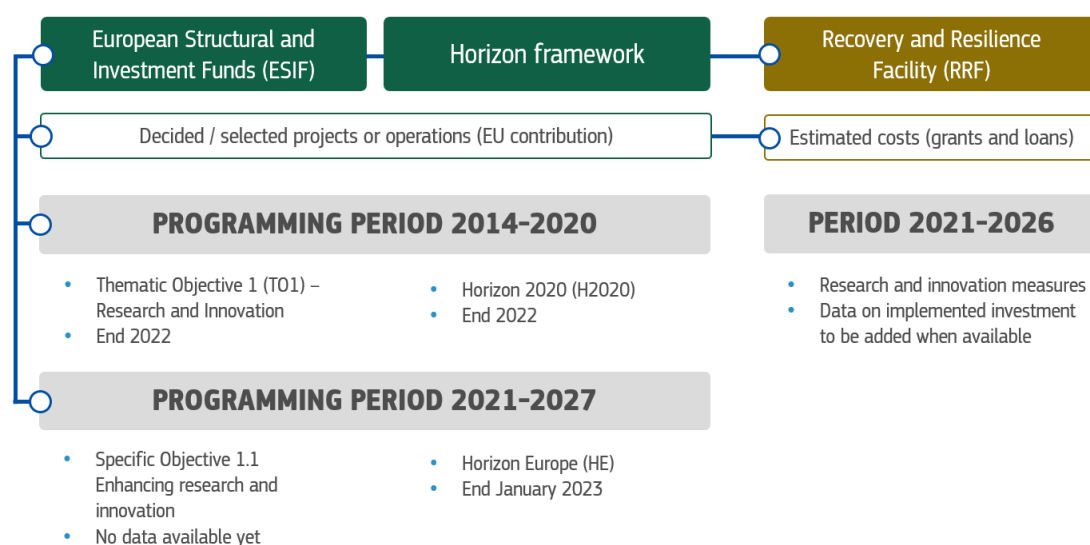 European Structural and
Investment Funds (ESIF)
Horizon framework
Recovery and Resilience
Facility (RRF)
Decided / selected projects or operations (EU contribution)
Estimated costs (grants and loans)
PROGRAMMING PERIOD 2014-2020
PERIOD 2021-2026
• Thematic Objective 1 (TO1) –
Research and Innovation
• End 2022
• Horizon 2020 (H2020)
• End 2022
• Research and innovation measures
• Data on implemented investment
to be added when available
PROGRAMMING PERIOD 2021-2027
• Specific Objective 1.1
Enhancing research and
innovation
• No data available yet
• Horizon Europe (HE)
• End January 2023